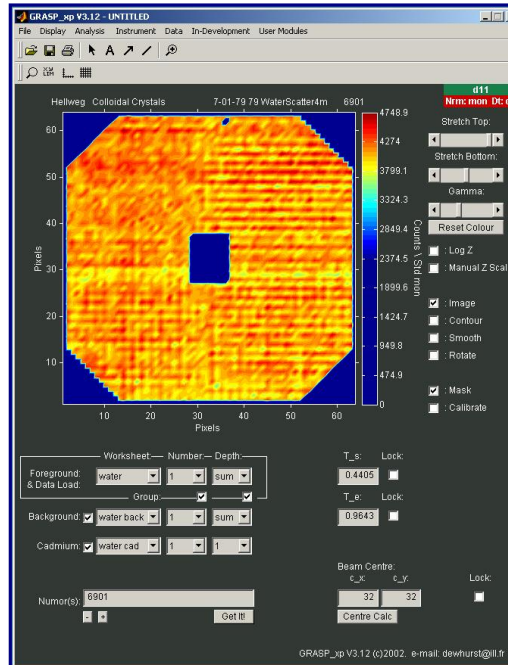 GRASP_xp V3.12 - UNTITLED
File Display Analysis Instrument Data In-Development User Modules
d11
Hellweg Colloidal Crystals 7-01-79 79 WaterScatter4m 6901
Nrm: mon Dt:
Stretch Top:
Stretch Bottom:
Gamma:
Reset Colour
: Log Z
: Manual Z Scal
: Image
: Contour
: Smooth
: Rotate
: Mask
: Calibrate
60
50
40
30
20
10
Pixels
10 20 30 40 50 60
Pixels
4748.9
4274
3799.1
3324.3
2849.4
2374.5
1899.6
1424.7
949.8
474.9
0
Counts \ Std mon
Worksheet: Number: Depth:
Foreground: & Data Load: water 1 sum
Group:
Background: water back 1 sum
Cadmium: water cad 1 1
T_s: Lock:
0.4405
T_e: Lock:
0.9643
Beam Centre:
c_x: c_y: Lock:
32 32
Centre Calc
Numor(s): 6901
- + Get It!
GRASP_xp V3.12 (c)2002. e-mail: dewhurst@ill.fr